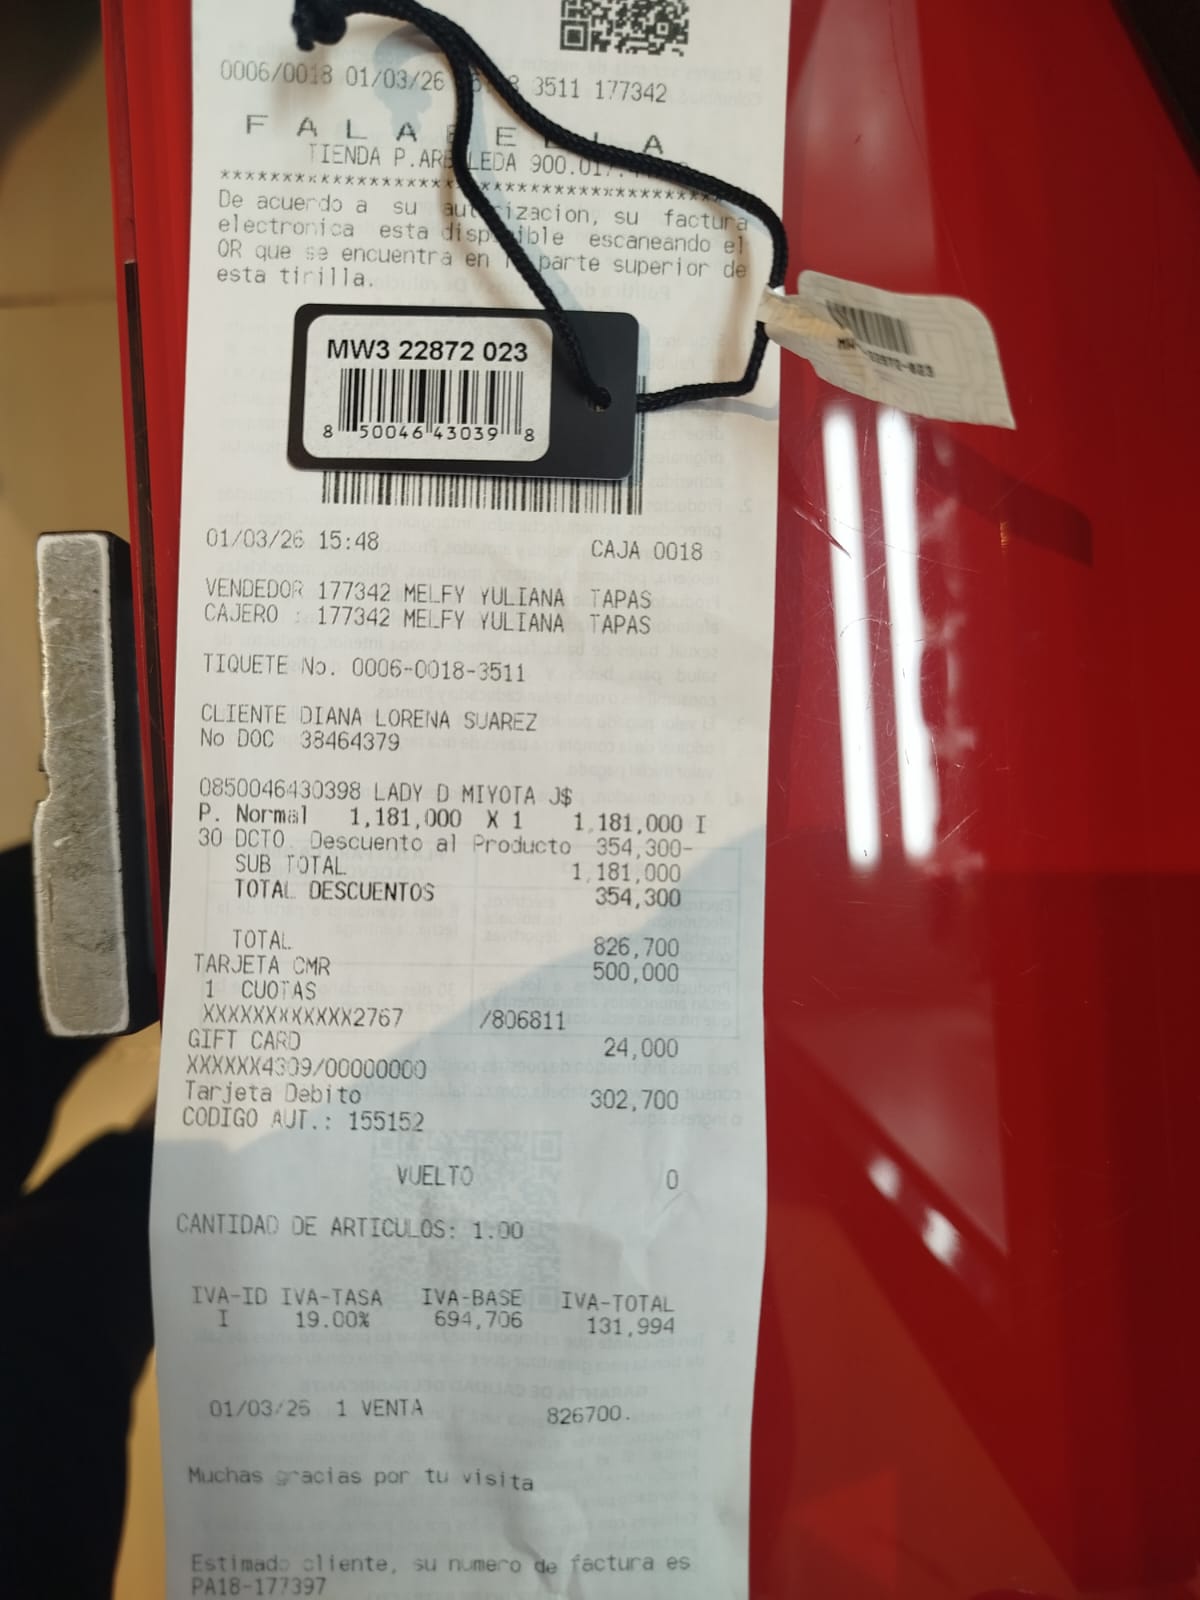 0006/0018 01/03/26 3511 177342
FALABELLA
TIENDA P.ARBOLEDA
****************************************
De acuerdo a su autorizacion, su factura
electronica esta disponible escaneando el
QR que se encuentra en la parte superior de
esta tirilla.
MW3 22872 023
8 50046 43039 8
22872-023
01/03/26 15:48 CAJA 0018
VENDEDOR 177342 MELFY YULIANA TAPAS
CAJERO : 177342 MELFY YULIANA TAPAS
TIQUETE No. 0006-0018-3511
CLIENTE DIANA LORENA SUAREZ
No DOC 38464379
0850046430398 LADY D MIYOTA J$
P. Normal 1,181,000 X 1 1,181,000 I
30 DCTO. Descuento al Producto 354,300-
SUB TOTAL 1,181,000
TOTAL DESCUENTOS 354,300
TOTAL 826,700
TARJETA CMR 500,000
1 CUOTAS
XXXXXXXXXXXX2767 /806811
GIFT CARD 24,000
XXXXXX4309/00000000
Tarjeta Debito 302,700
CODIGO AUT.: 155152
VUELTO 0
CANTIDAD DE ARTICULOS: 1.00
IVA-ID IVA-TASA IVA-BASE IVA-TOTAL
I 19.00% 694,706 131,994
01/03/26 1 VENTA 826700.
Muchas gracias por tu visita
Estimado cliente, su numero de factura es
PA18-177397